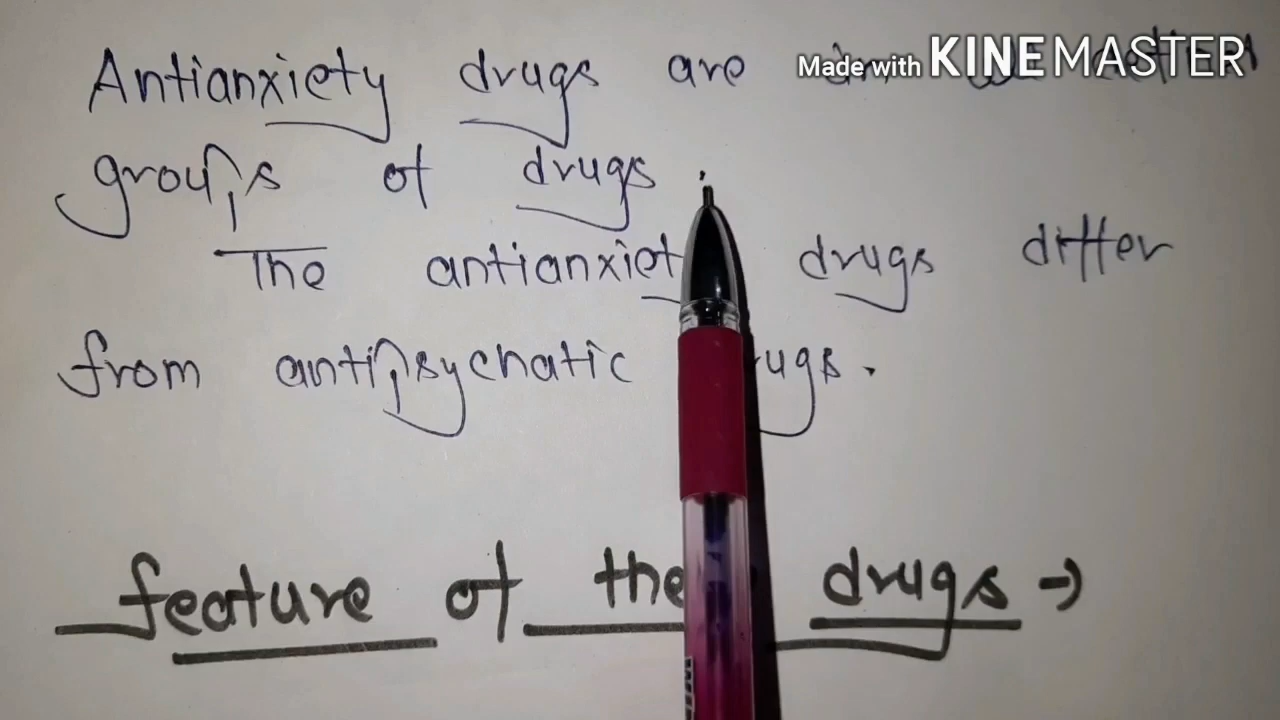 Antianxiety drugs are
Made with KINEMASTER
groups of drugs.
The antianxiet drugs differ
from antipsychatic rugs.
feature of the drugs →